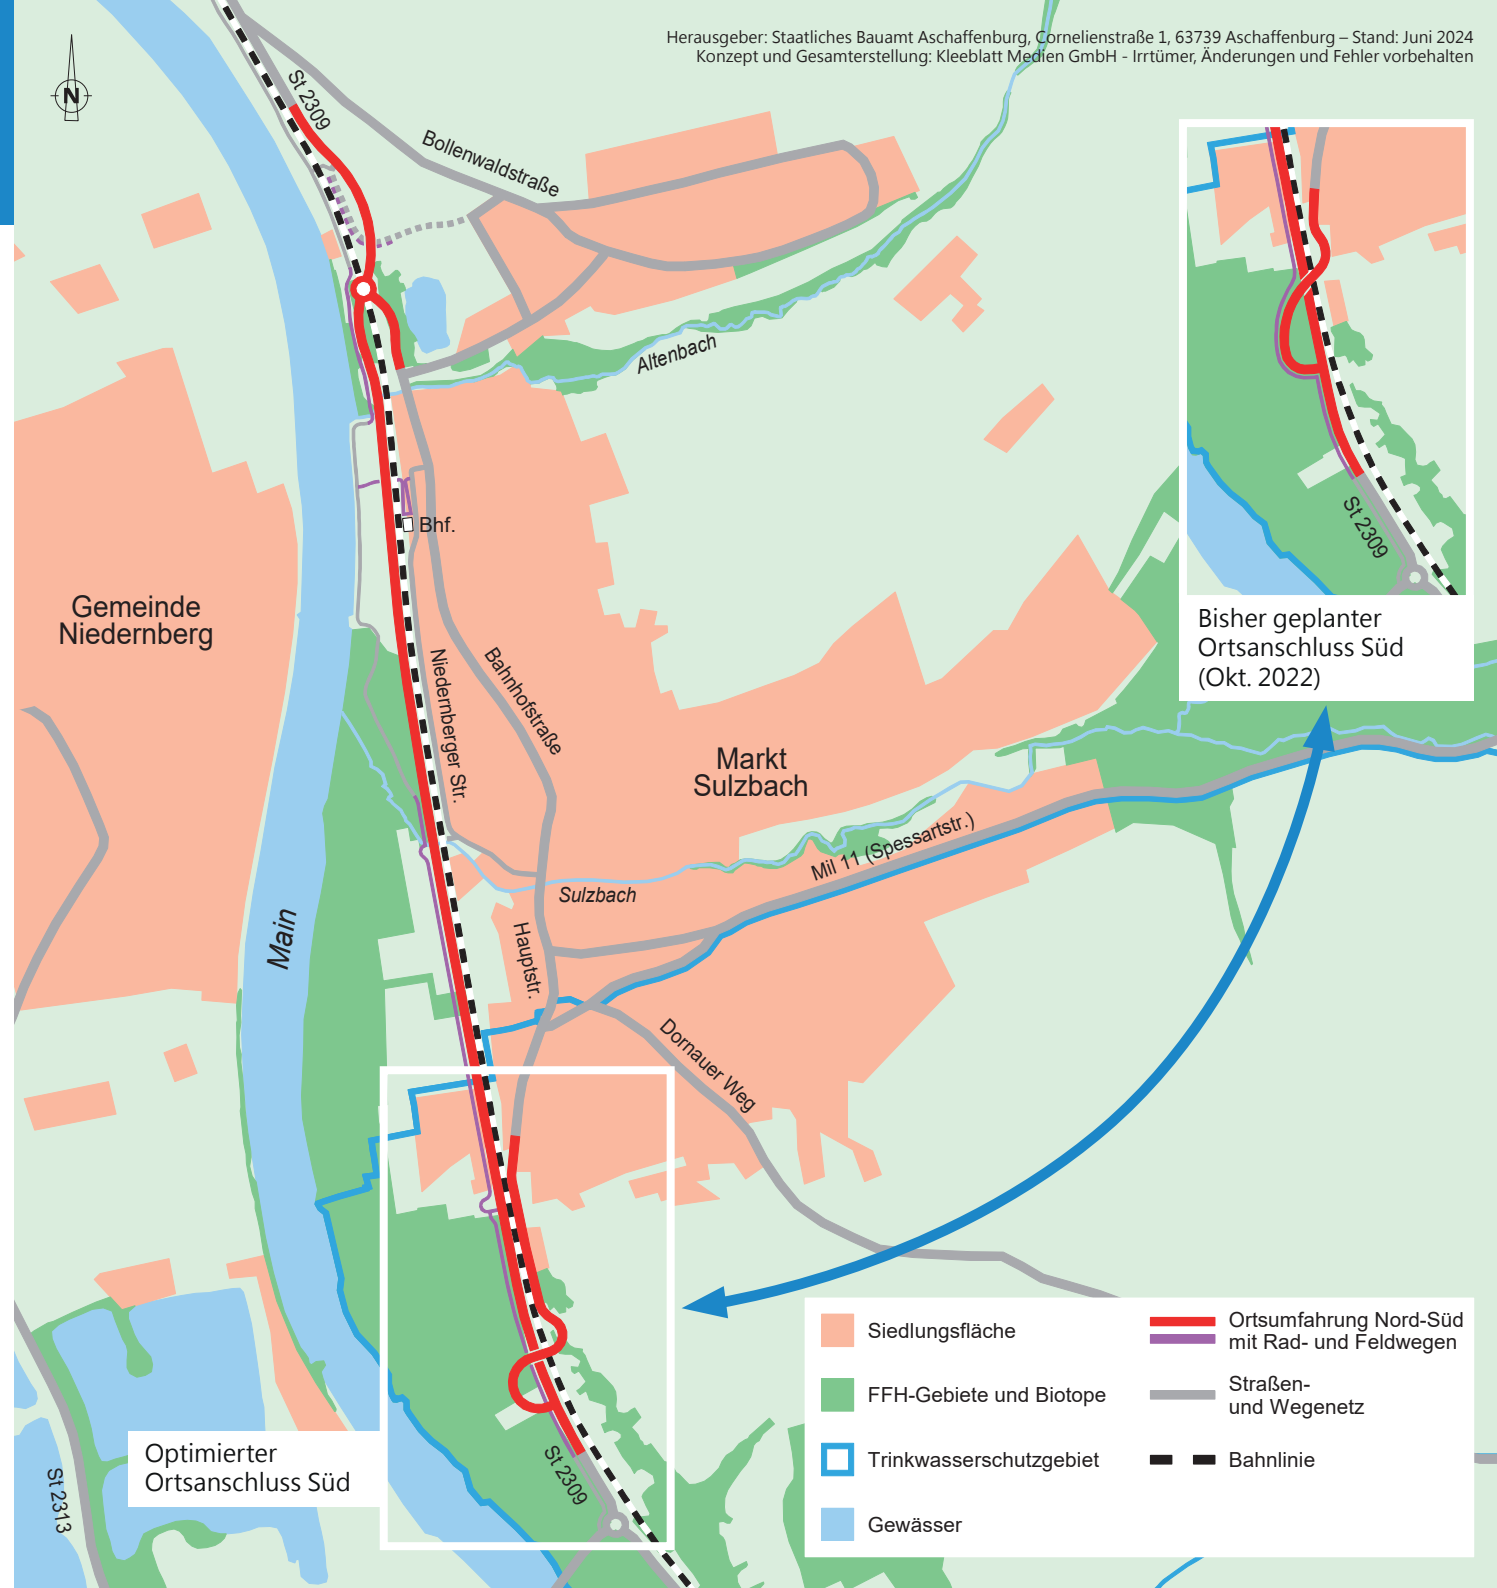 Herausgeber: Staatliches Bauamt Aschaffenburg, Cornelienstraße 1, 63739 Aschaffenburg – Stand: Juni 2024
Konzept und Gesamterstellung: Kleeblatt Medien GmbH - Irrtümer, Änderungen und Fehler vorbehalten
N
St 2309
Bollenwaldstraße
Altenbach
Bhf.
Gemeinde
Niedernberg
Niedernberger Str.
Bahnhofstraße
Markt
Sulzbach
St 2309
Bisher geplanter
Ortsanschluss Süd
(Okt. 2022)
Mil 11 (Spessartstr.)
Sulzbach
Main
Hauptstr.
Dornauer Weg
Optimierter
Ortsanschluss Süd
St 2309
St 2313
Siedlungsfläche
FFH-Gebiete und Biotope
Trinkwasserschutzgebiet
Gewässer
Ortsumfahrung Nord-Süd
mit Rad- und Feldwegen
Straßen-
und Wegenetz
Bahnlinie